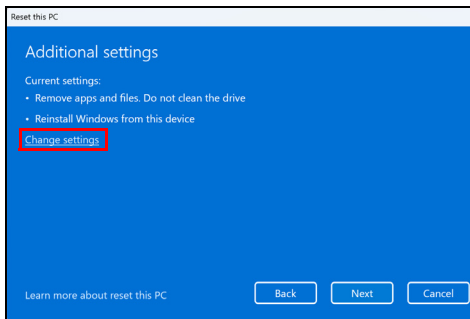 Reset this PC
Additional settings
Current settings:
• Remove apps and files. Do not clean the drive
• Reinstall Windows from this device
Change settings
Learn more about reset this PC
Back
Next
Cancel